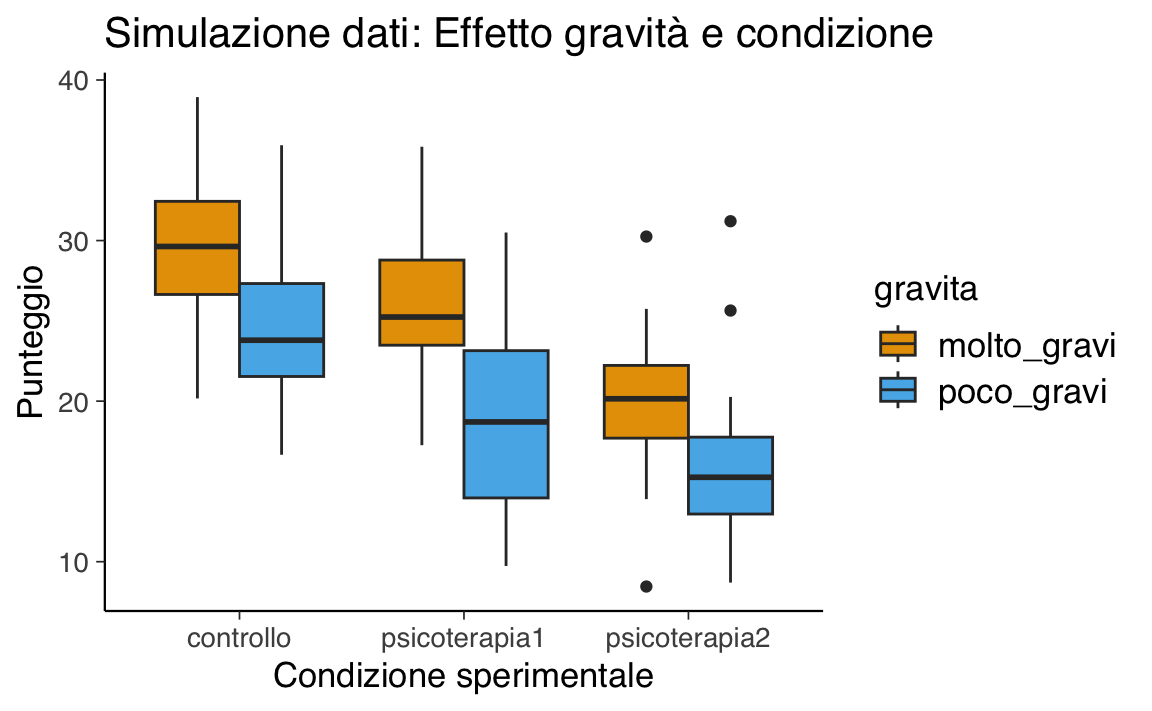 Simulazione dati: Effetto gravità e condizione
Punteggio
40
30
20
10
controllo
psicoterapia1
psicoterapia2
Condizione sperimentale
gravita
molto_gravi
poco_gravi